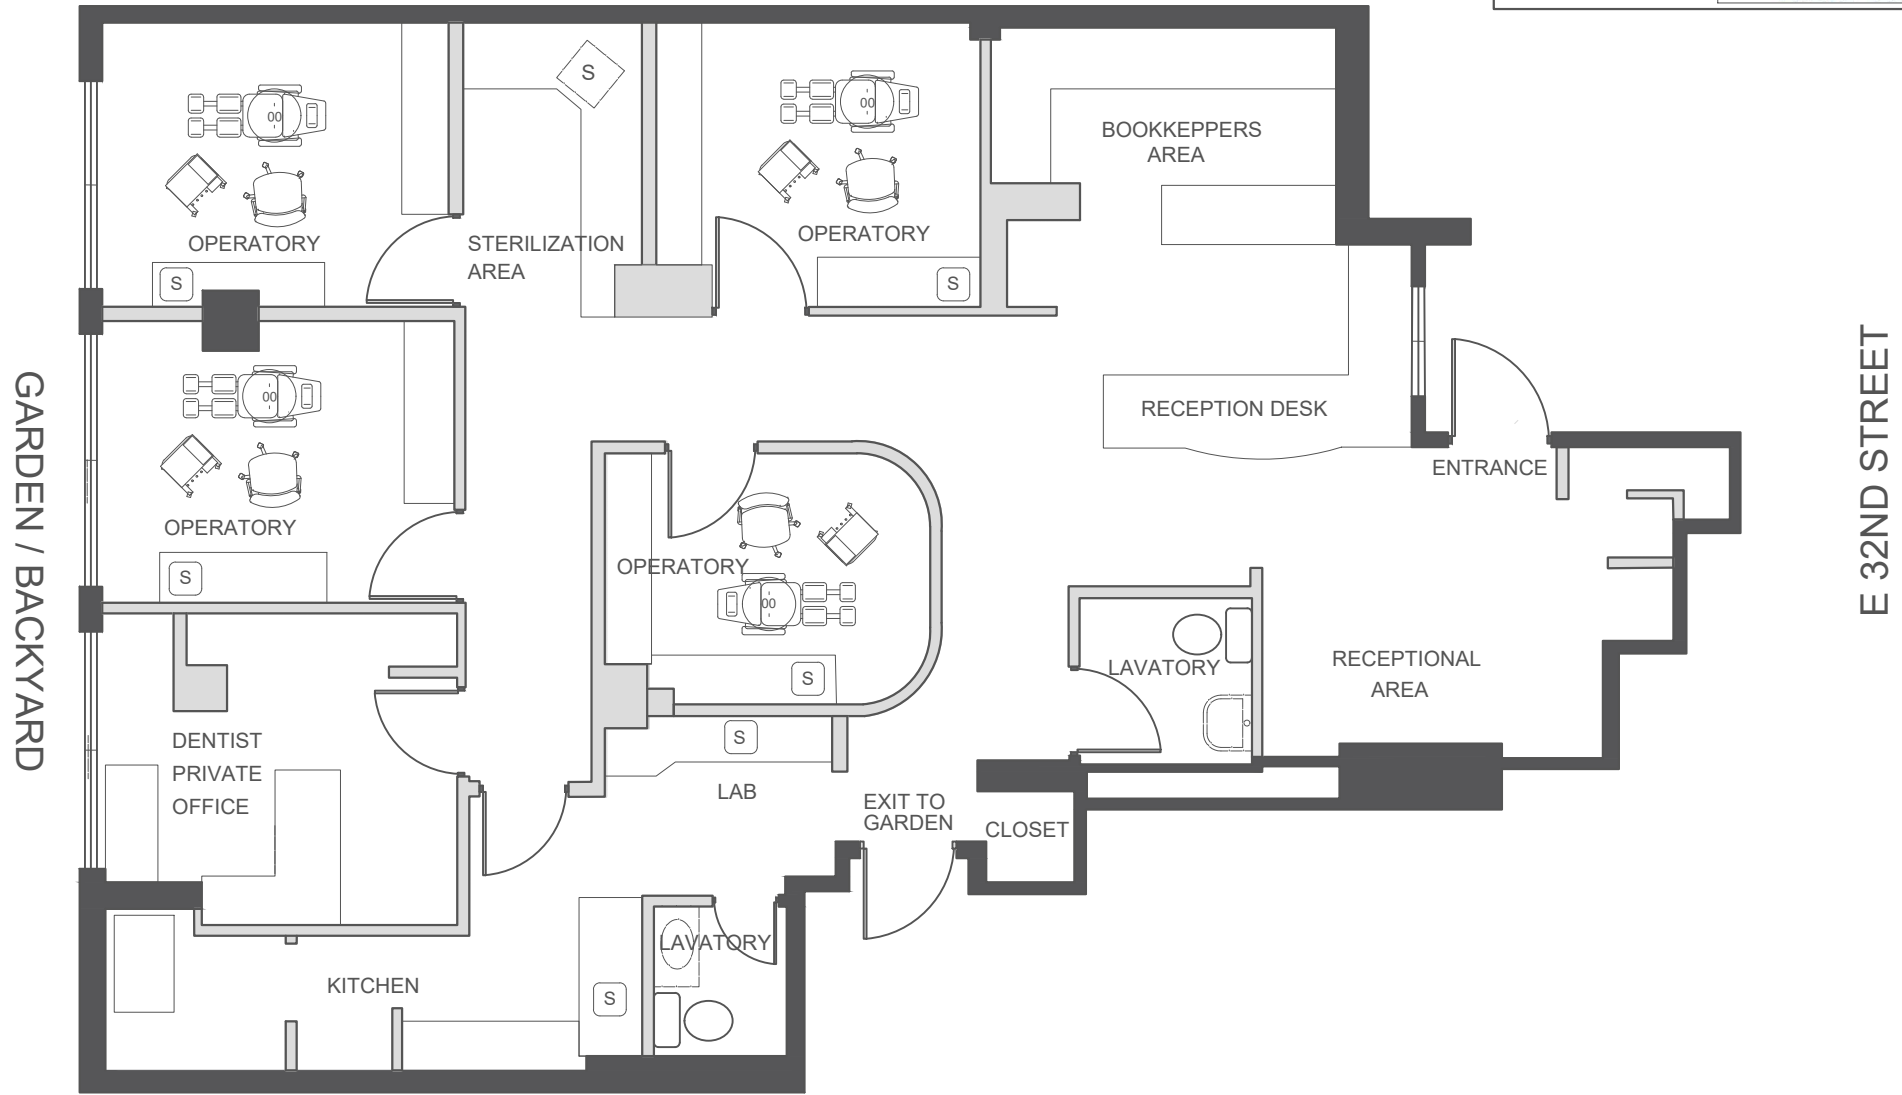 S
BOOKKEPPERS
AREA
OPERATORY
STERILIZATION
AREA
OPERATORY
S
S
GARDEN / BACKYARD
OPERATORY
S
RECEPTION DESK
ENTRANCE
E 32ND STREET
OPERATORY
S
LAVATORY
RECEPTIONAL
AREA
DENTIST
PRIVATE
OFFICE
S
LAB
EXIT TO
GARDEN
CLOSET
LAVATORY
KITCHEN
S
00
00
00
00